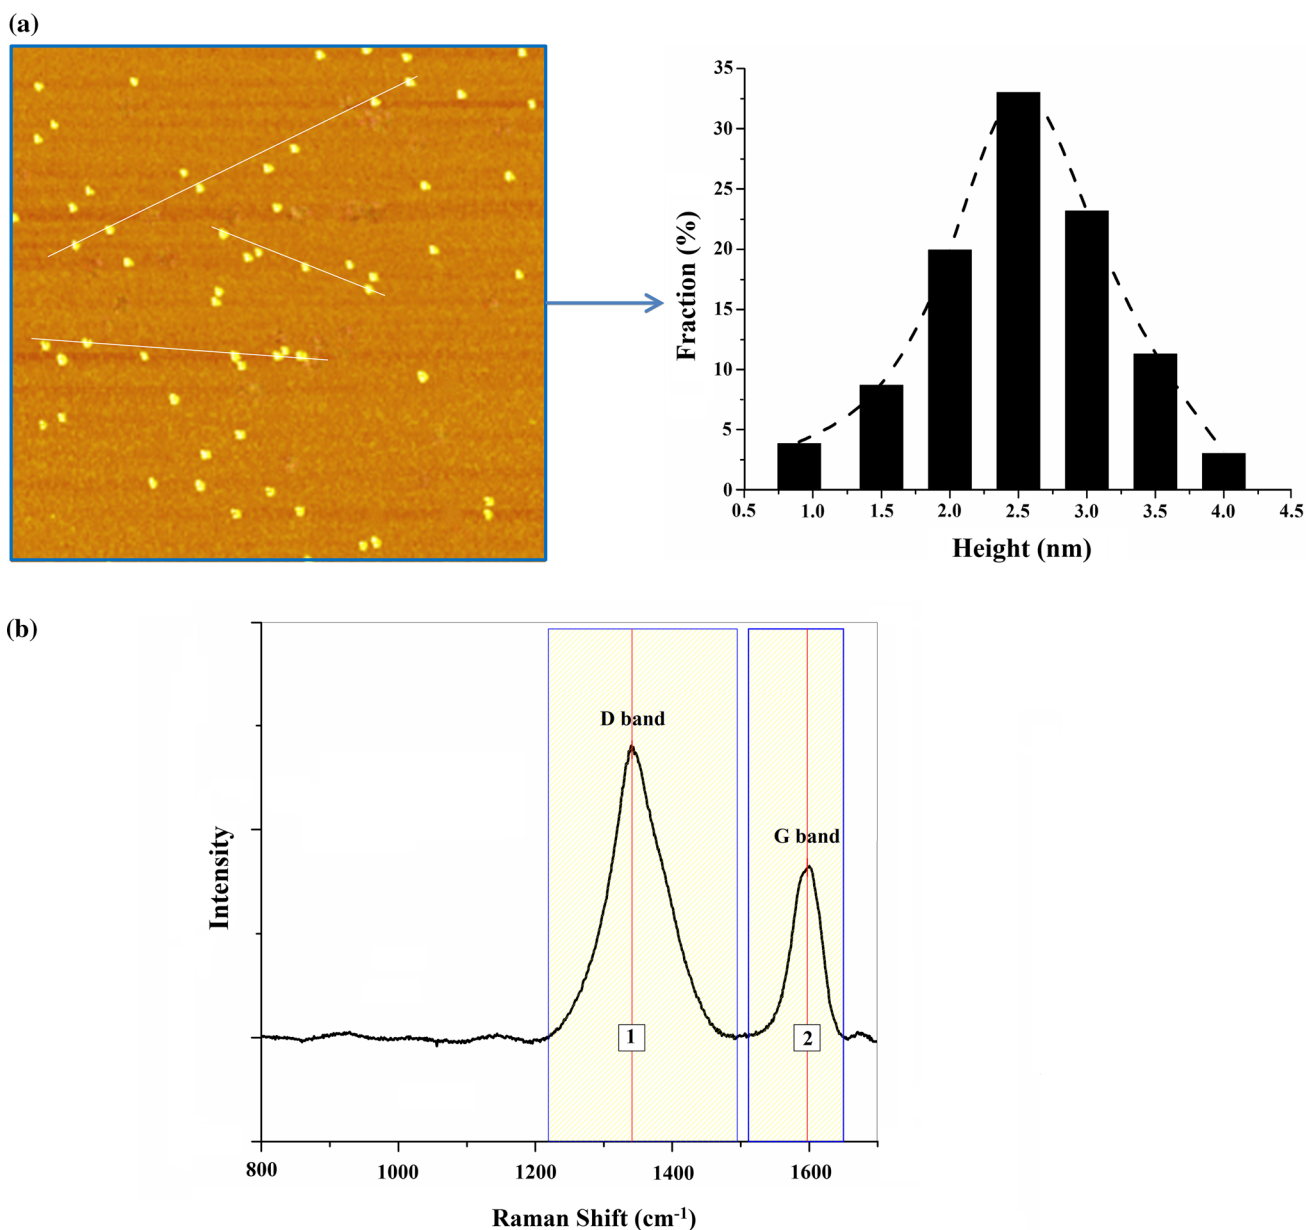 (a)
35
30
25
20
15
10
5
0
Fraction (%)
0.5 1.0 1.5 2.0 2.5 3.0 3.5 4.0 4.5
Height (nm)
(b)
D band
G band
Intensity
1 2
800 1000 1200 1400 1600
Raman Shift (cm⁻¹)